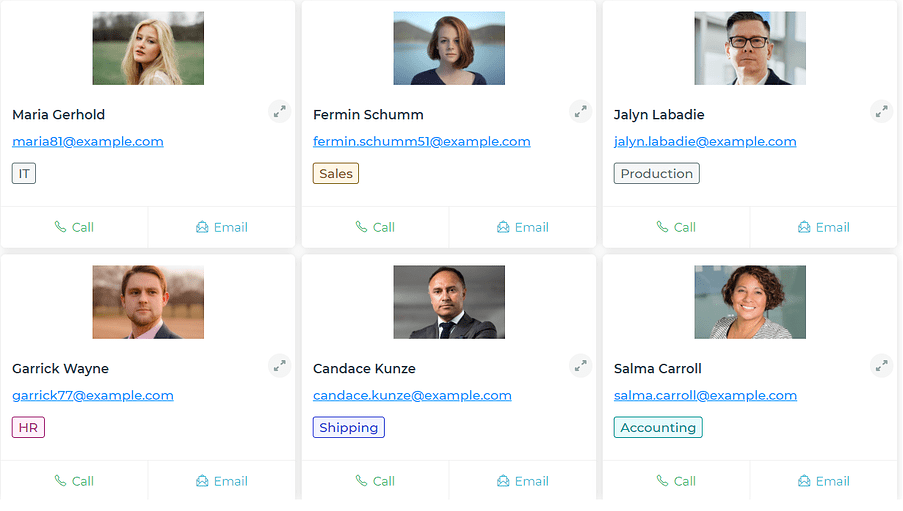 Maria Gerhold
maria81@example.com
IT
Call
Email
Fermin Schumm
fermin.schumm51@example.com
Sales
Call
Email
Jalyn Labadie
jalyn.labadie@example.com
Production
Call
Email
Garrick Wayne
garrick77@example.com
HR
Call
Email
Candace Kunze
candace.kunze@example.com
Shipping
Call
Email
Salma Carroll
salma.carroll@example.com
Accounting
Call
Email